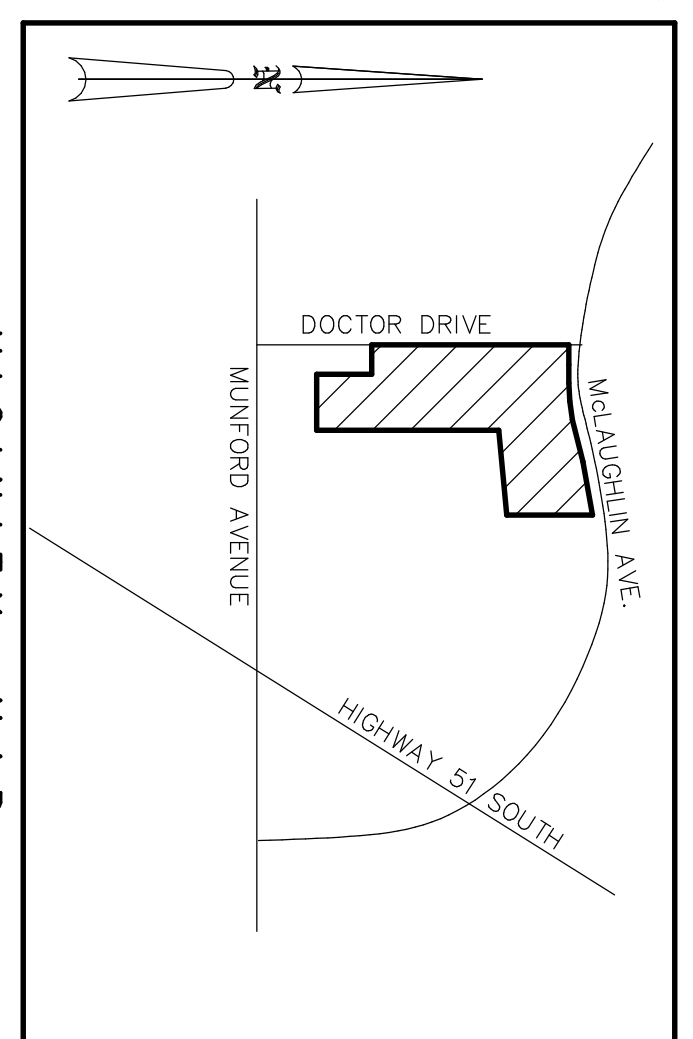 N
DOCTOR DRIVE
MUNFORD AVENUE
McLAUGHLIN AVE.
HIGHWAY 51 SOUTH